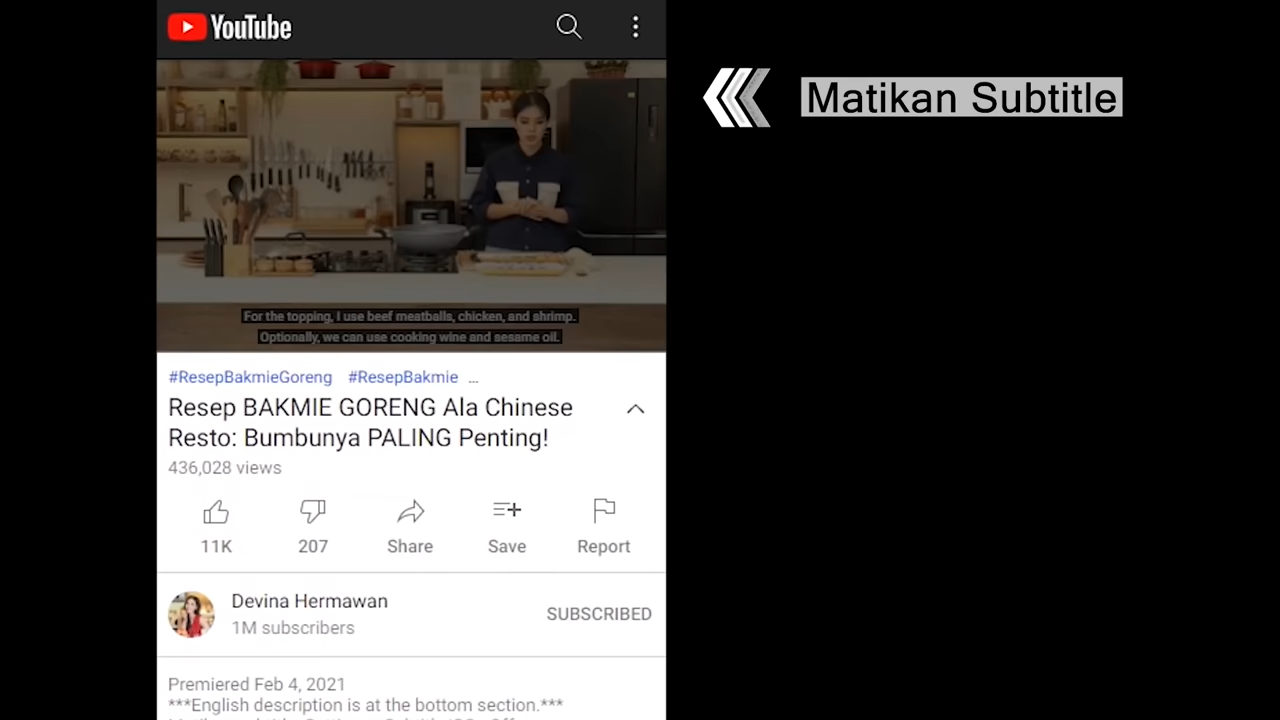 YouTube
Matikan Subtitle
For the topping, I use beef meatballs, chicken, and shrimp.
Optionally, we can use cooking wine and sesame oil.
#ResepBakmieGoreng #ResepBakmie ...
Resep BAKMIE GORENG Ala Chinese
Resto: Bumbunya PALING Penting!
436,028 views
11K 207 Share Save Report
Devina Hermawan
SUBSCRIBED
1M subscribers
Premiered Feb 4, 2021
***English description is at the bottom section.***